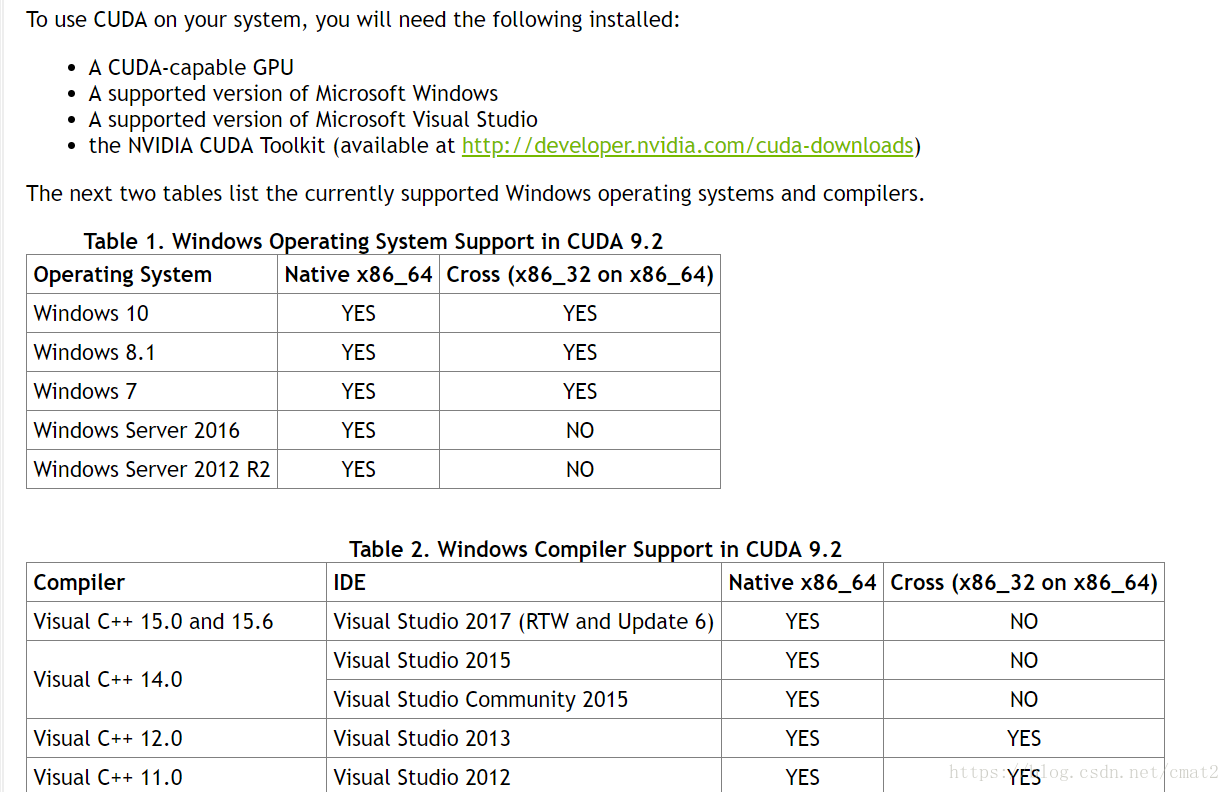 To use CUDA on your system, you will need the following installed:
• A CUDA-capable GPU
• A supported version of Microsoft Windows
• A supported version of Microsoft Visual Studio
• the NVIDIA CUDA Toolkit (available at http://developer.nvidia.com/cuda-downloads)
The next two tables list the currently supported Windows operating systems and compilers.
Table 1. Windows Operating System Support in CUDA 9.2
Operating System Native x86_64 Cross (x86_32 on x86_64)
Windows 10 YES YES
Windows 8.1 YES YES
Windows 7 YES YES
Windows Server 2016 YES NO
Windows Server 2012 R2 YES NO
Table 2. Windows Compiler Support in CUDA 9.2
Compiler IDE Native x86_64 Cross (x86_32 on x86_64)
Visual C++ 15.0 and 15.6 Visual Studio 2017 (RTW and Update 6) YES NO
Visual C++ 14.0 Visual Studio 2015 YES NO
Visual Studio Community 2015 YES NO
Visual C++ 12.0 Visual Studio 2013 YES YES
Visual C++ 11.0 Visual Studio 2012 YES YES
https://blog.csdn.net/cmat2